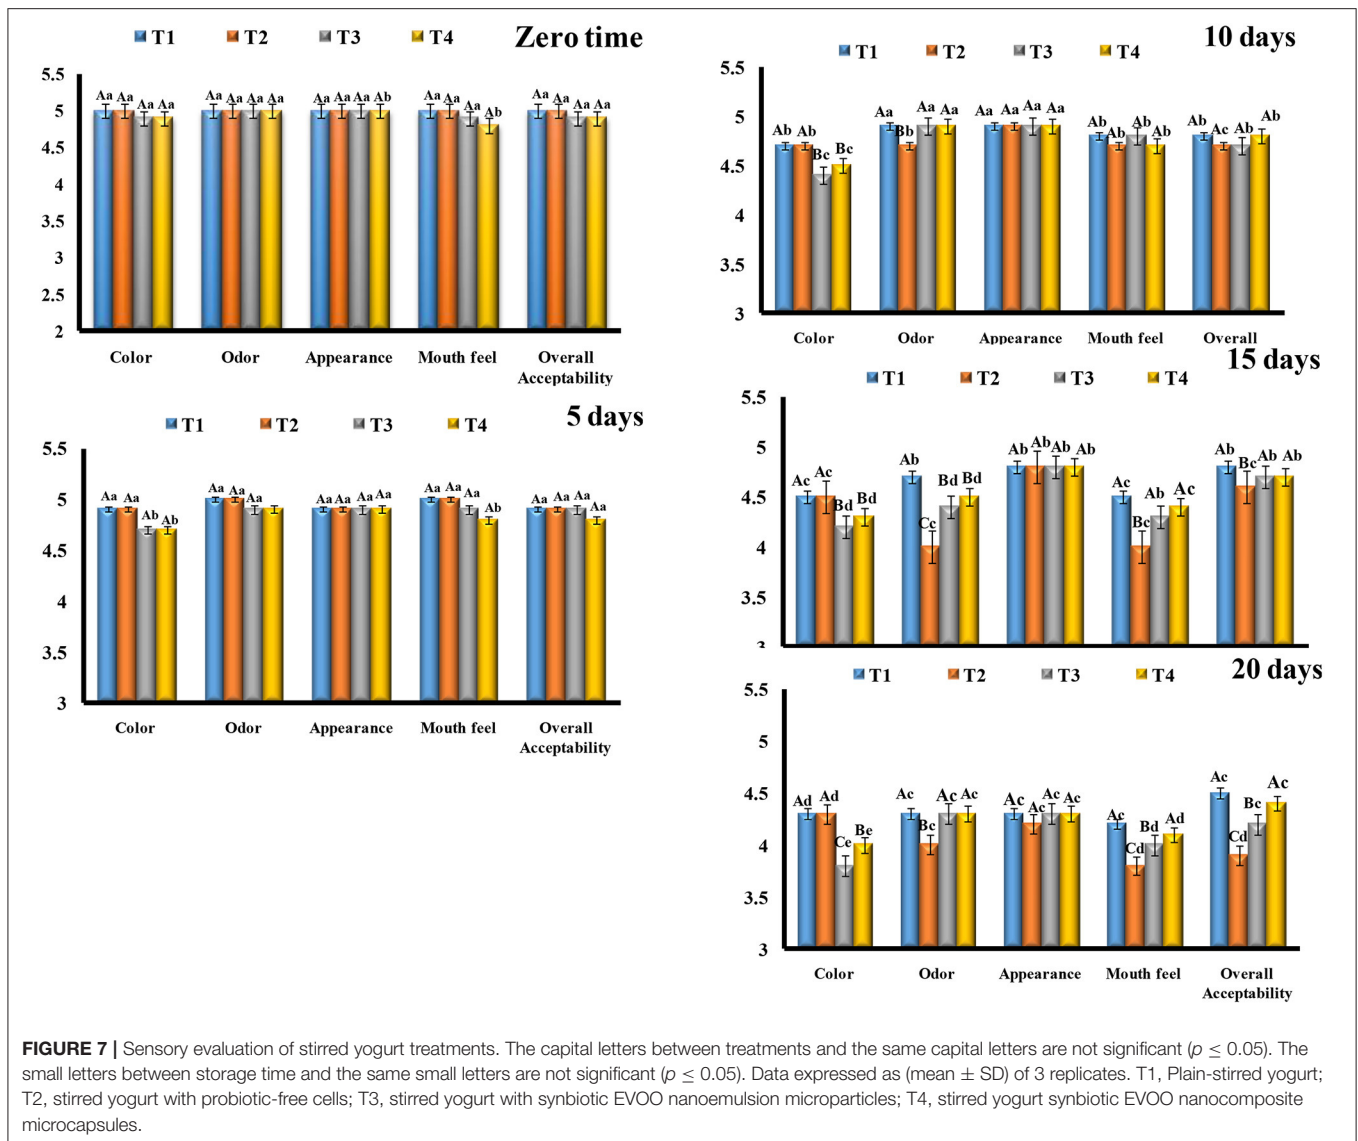 T1 T2 T3 T4 Zero time
5.5
5
4.5
4
3.5
3
2.5
2
Aa Aa Aa Aa Aa Aa Aa Aa Aa Aa Aa Ab Aa Aa Aa Ab Aa Aa Aa Aa
Color Odor Appearance Mouth feel Overall
Acceptability
T1 T2 T3 T4 5 days
5.5
5
4.5
4
3.5
3
Aa Aa Ab Ab Aa Aa Aa Aa Aa Aa Aa Aa Aa Aa Ab Aa Aa Aa Aa
Color Odor Appearance Mouth feel Overall
Acceptability
10 days
T1 T2 T3 T4
5.5
5
4.5
4
3.5
3
Ab Ab Bc Bc Aa Bb Aa Aa Aa Aa Aa Aa Ab Ab Ab Ab Ab Ac Ab Ab
Color Odor Appearance Mouth feel Overall
15 days
T1 T2 T3 T4
5.5
5
4.5
4
3.5
3
Ac Ac Bd Bd Ab Cc Bd Bd Ab Ab Ab Ab Ac Bc Ab Ac Ab Bc Ab Ab
20 days
T1 T2 T3 T4
5.5
5
4.5
4
3.5
3
Ad Ad Ce Be Ac Bc Ac Ac Ac Ac Ac Ac Ac Cd Bd Ad Ac Cd Bc Ac
Color Odor Appearance Mouth feel Overall
Acceptability
FIGURE 7 | Sensory evaluation of stirred yogurt treatments. The capital letters between treatments and the same capital letters are not significant (p ≤ 0.05). The
small letters between storage time and the same small letters are not significant (p ≤ 0.05). Data expressed as (mean ± SD) of 3 replicates. T1, Plain-stirred yogurt;
T2, stirred yogurt with probiotic-free cells; T3, stirred yogurt with synbiotic EVOO nanoemulsion microparticles; T4, stirred yogurt synbiotic EVOO nanocomposite
microcapsules.